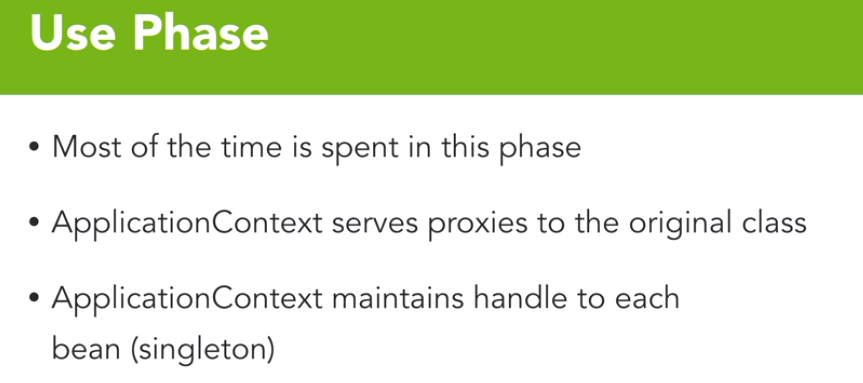 Use Phase
• Most of the time is spent in this phase
• ApplicationContext serves proxies to the original class
• ApplicationContext maintains handle to each
bean (singleton)